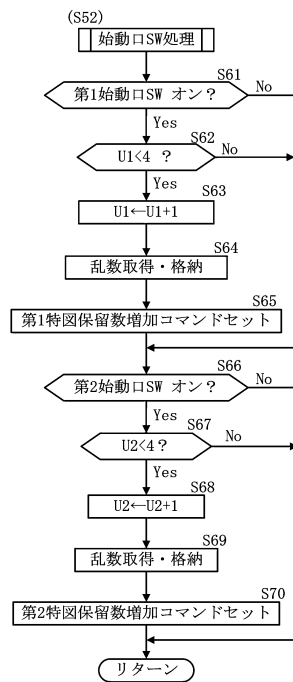 (S52)
始動口SW処理
S61
第1始動口SW オン？
No
Yes
S62
U1<4 ？
No
Yes
S63
U1←U1+1
S64
乱数取得・格納
S65
第1特図保留数増加コマンドセット
S66
第2始動口SW オン？
No
Yes
S67
U2<4？
No
Yes
S68
U2←U2+1
S69
乱数取得・格納
S70
第2特図保留数増加コマンドセット
リターン